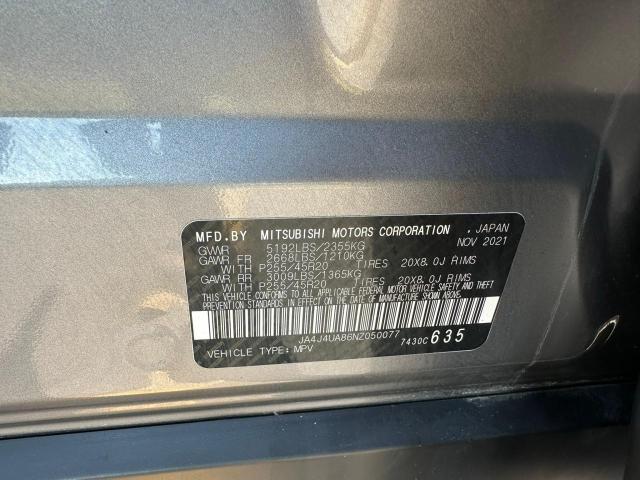 MFD.BY MITSUBISHI MOTORS CORPORATION , JAPAN
GVWR 5192LBS/2355KG NOV 2021
GAWR FR 2668LBS/1210KG
WITH P255/45R20 TIRES 20X8.0J RIMS
GAWR RR 3009LBS/1365KG
WITH P255/45R20 TIRES 20X8.0J RIMS
THIS VEHICLE CONFORMS TO ALL APPLICABLE U.S. FEDERAL MOTOR VEHICLE SAFETY AND THEFT
PREVENTION STANDARDS IN EFFECT ON THE DATE OF MANUFACTURE SHOWN ABOVE.
JA4J4UA86NZ050077
VEHICLE TYPE: MPV 7430C 635